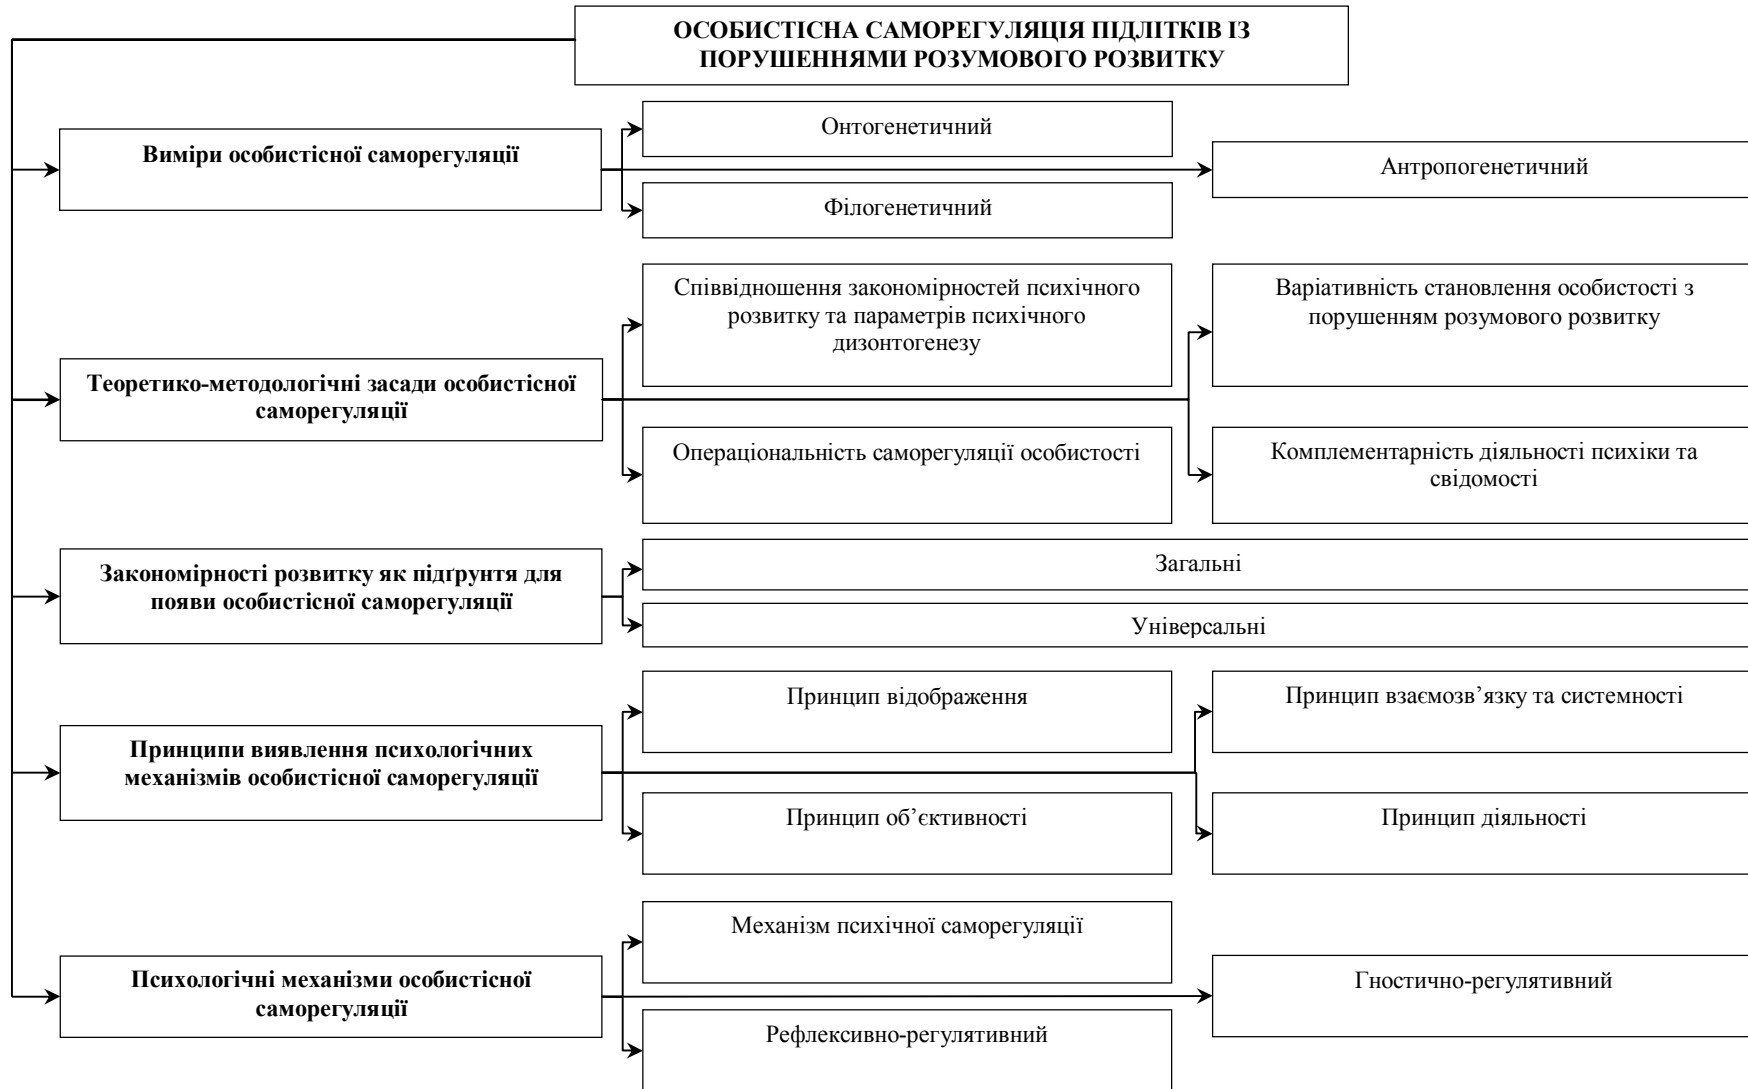 ОСОБИСТІСНА САМОРЕГУЛЯЦІЯ ПІДЛІТКІВ ІЗ
ПОРУШЕННЯМИ РОЗУМОВОГО РОЗВИТКУ
Виміри особистісної саморегуляції
Онтогенетичний
Антропогенетичний
Філогенетичний
Теоретико-методологічні засади особистісної
саморегуляції
Співвідношення закономірностей психічного
розвитку та параметрів психічного
дизонтогенезу
Варіативність становлення особистості з
порушенням розумового розвитку
Операціональність саморегуляції особистості
Комплементарність діяльності психіки та
свідомості
Закономірності розвитку як підґрунтя для
появи особистісної саморегуляції
Загальні
Універсальні
Принципи виявлення психологічних
механізмів особистісної саморегуляції
Принцип відображення
Принцип взаємозв’язку та системності
Принцип об’єктивності
Принцип діяльності
Психологічні механізми особистісної
саморегуляції
Механізм психічної саморегуляції
Гностично-регулятивний
Рефлексивно-регулятивний